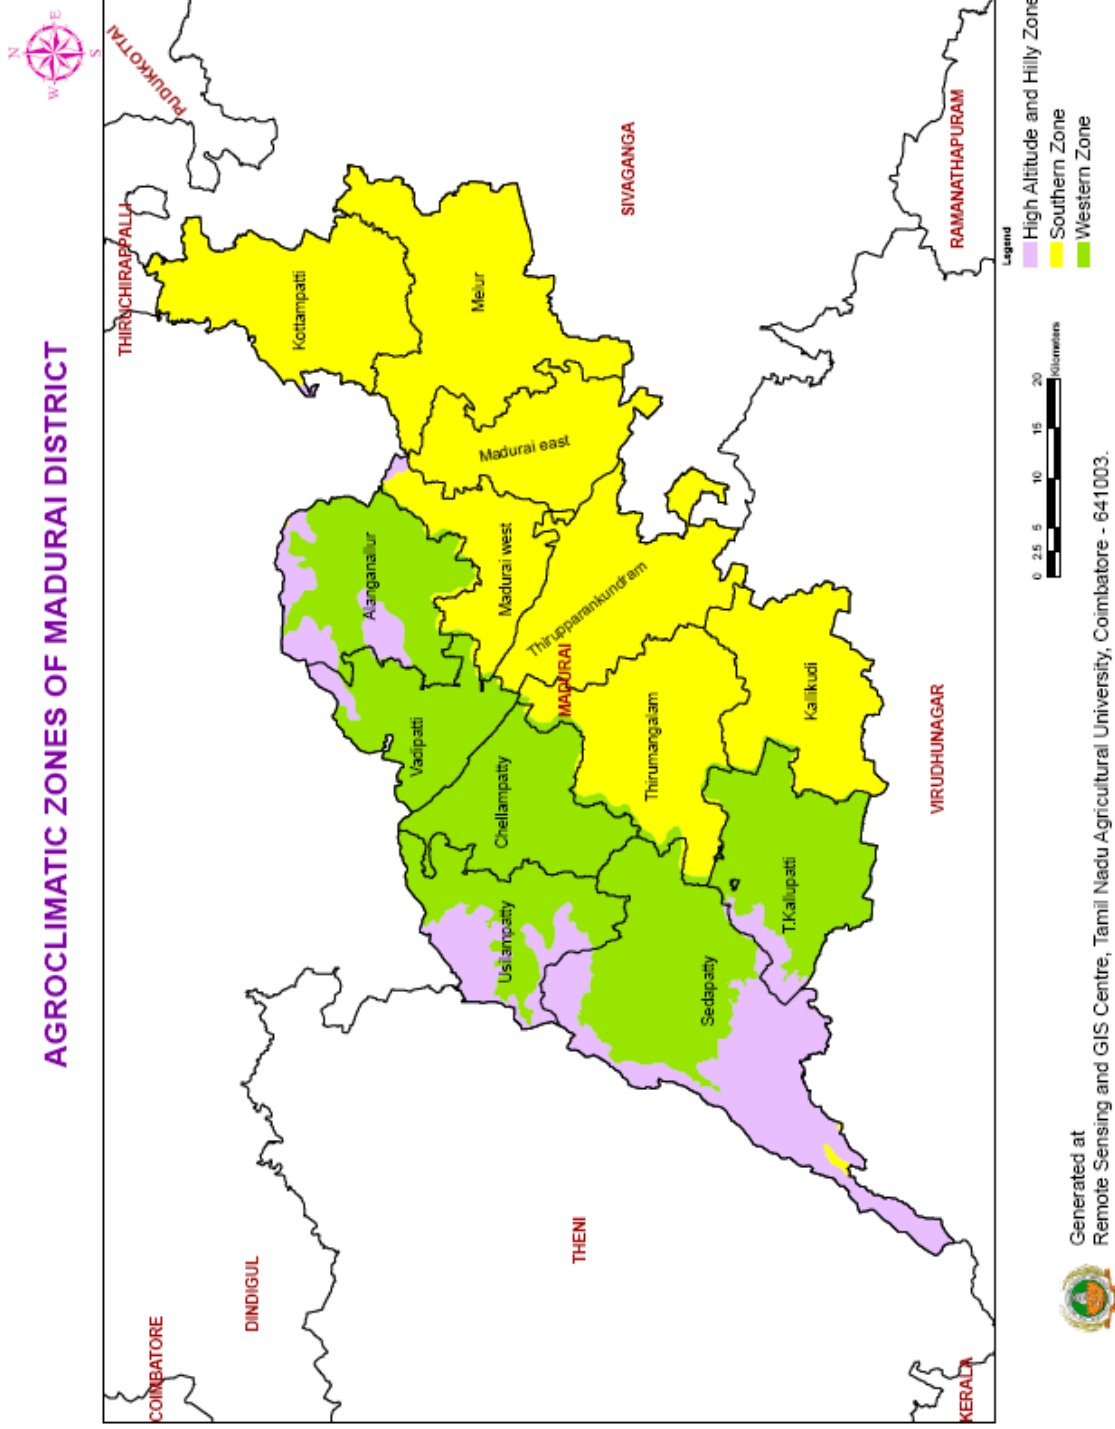 AGROCLIMATIC ZONES OF MADURAI DISTRICT
N
E
S
W
COIMBATORE
THIRUCHIRAPPALLI
PUDUKKOTTAI
DINDIGUL
Kottampatti
Alanganallur
Vadipatti
Melur
Usilampatty
Chellampatty
Madurai west
Madurai east
THENI
MADURAI
Thirupparankundram
SIVAGANGA
Thirumangalam
Sedapatty
T.Kallupatti
Kallikudi
VIRUDHUNAGAR
KERALA
RAMANATHAPURAM
Legend
High Altitude and Hilly Zone
Southern Zone
Western Zone
0 2.5 5 10 15 20
Kilometers
Generated at
Remote Sensing and GIS Centre, Tamil Nadu Agricultural University, Coimbatore - 641003.